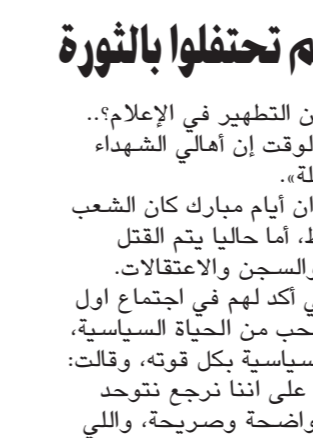 تحتفلوا بالثورة
التطهير في الإعلام؟..
لوقت إن أهالي الشهداء
لة».
ان أيام مبارك كان الشعب
أما حاليا يتم القتل
والسجن والاعتقالات.
أكد لهم في اجتماع اول
حب من الحياة السياسية،
سياسية بكل قوته، وقالت:
على اننا نرجع نتوحد
واضحة وصريحة، واللي